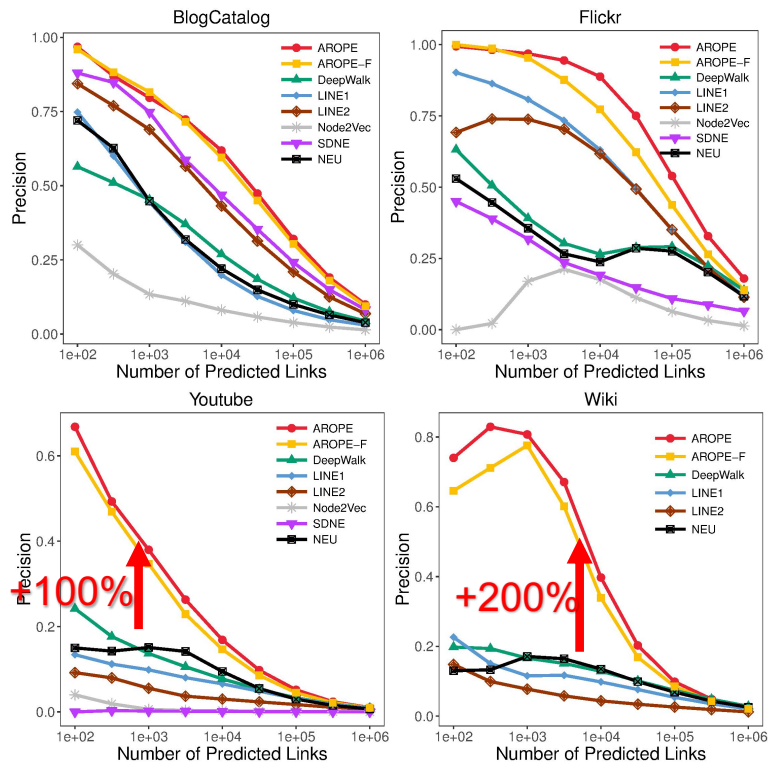 BlogCatalog
1.00
0.75
0.50
0.25
0.00
Precision
AROPE
AROPE-F
DeepWalk
LINE1
LINE2
Node2Vec
SDNE
NEU
1e+02
1e+03
1e+04
1e+05
1e+06
Number of Predicted Links
Flickr
1.00
0.75
0.50
0.25
0.00
Precision
AROPE
AROPE-F
DeepWalk
LINE1
LINE2
Node2Vec
SDNE
NEU
1e+02
1e+03
1e+04
1e+05
1e+06
Number of Predicted Links
Youtube
0.6
0.4
0.2
0.0
Precision
AROPE
AROPE-F
DeepWalk
LINE1
LINE2
Node2Vec
SDNE
NEU
+100%
1e+02
1e+03
1e+04
1e+05
1e+06
Number of Predicted Links
Wiki
0.8
0.6
0.4
0.2
0.0
Precision
AROPE
AROPE-F
DeepWalk
LINE1
LINE2
NEU
+200%
1e+02
1e+03
1e+04
1e+05
1e+06
Number of Predicted Links